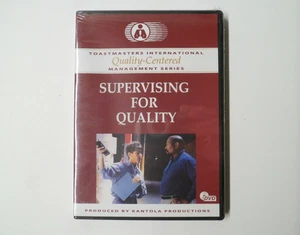 TOASTMASTERS INTERNATIONAL
Quality-Centered
MANAGEMENT SERIES
SUPERVISING
FOR
QUALITY
DVD
PRODUCED BY KANTOLA PRODUCTIONS